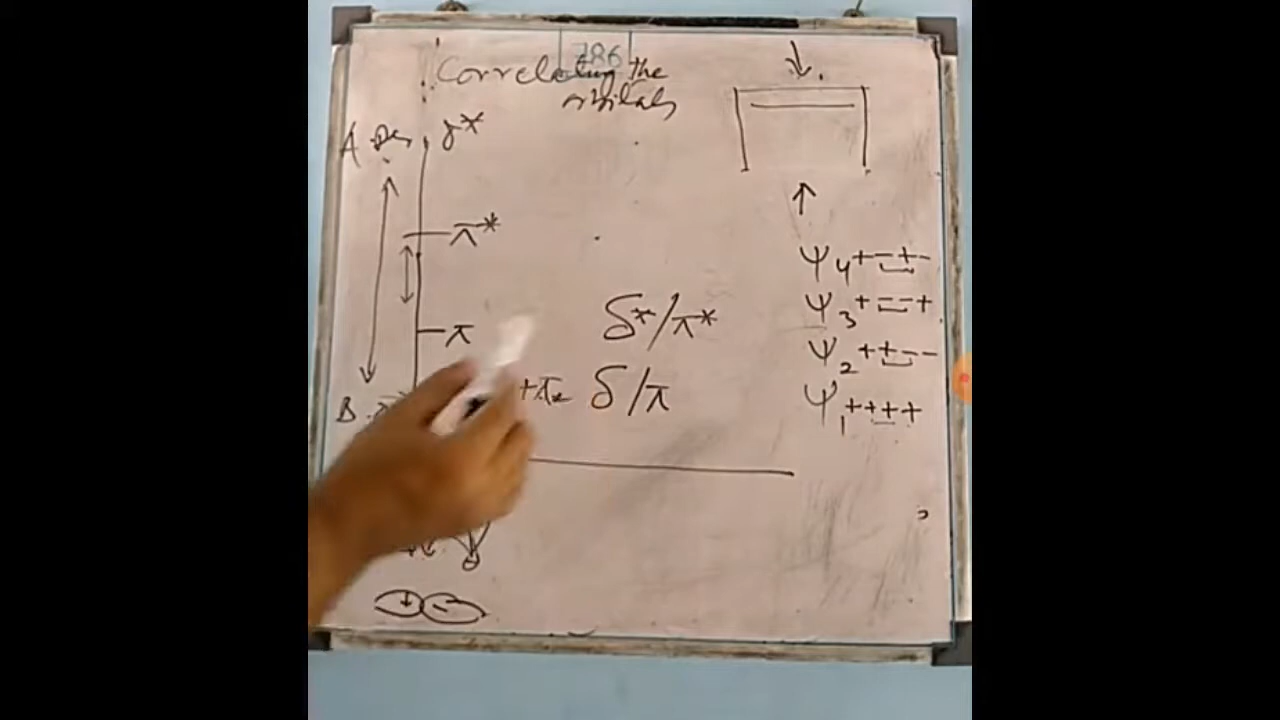 786
Correlating the
orbitals
δ*
π*
π
δ*/π*
δ/π
B
Ψ4 + - + -
Ψ3 + - - +
Ψ2 + + - -
Ψ1 + + + +